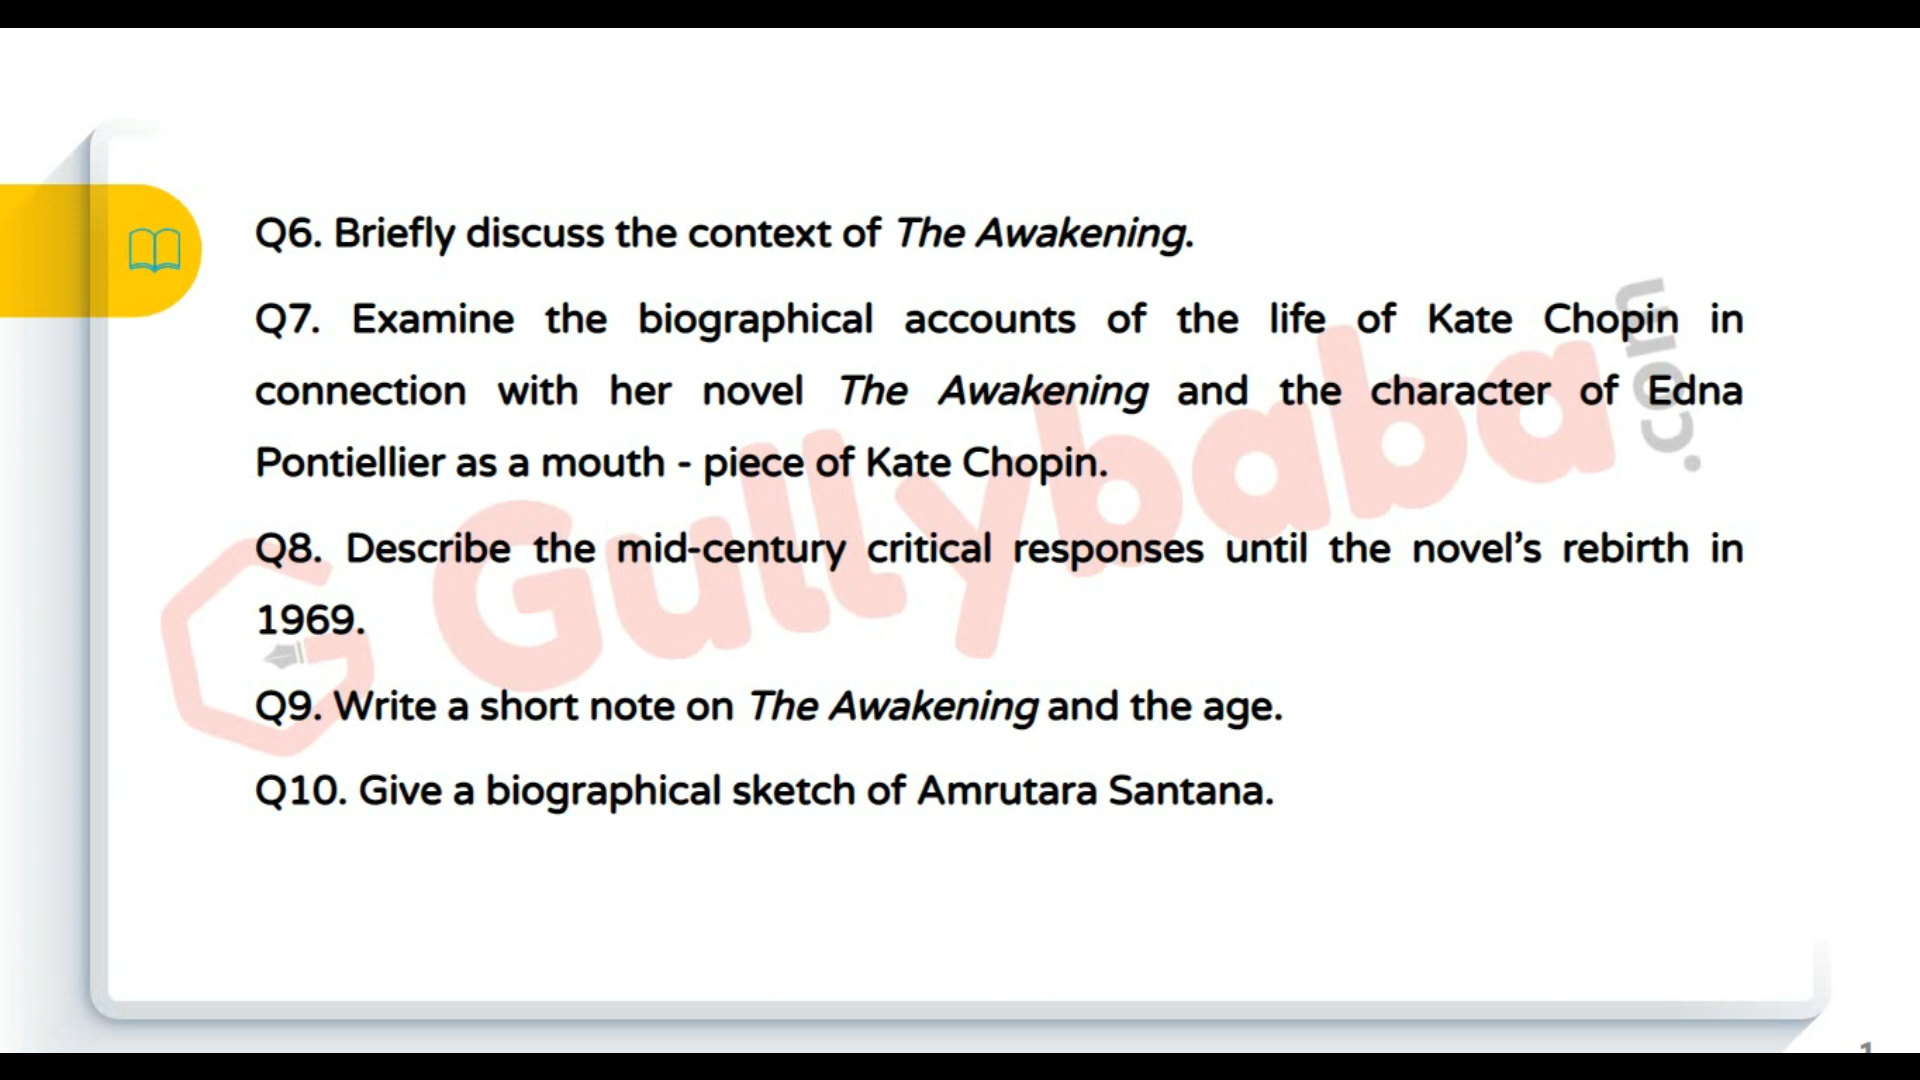 Q6. Briefly discuss the context of The Awakening.
Q7. Examine the biographical accounts of the life of Kate Chopin in
connection with her novel The Awakening and the character of Edna
Pontiellier as a mouth - piece of Kate Chopin.
Q8. Describe the mid-century critical responses until the novel's rebirth in
1969.
Q9. Write a short note on The Awakening and the age.
Q10. Give a biographical sketch of Amrutara Santana.
Gullybaba.com